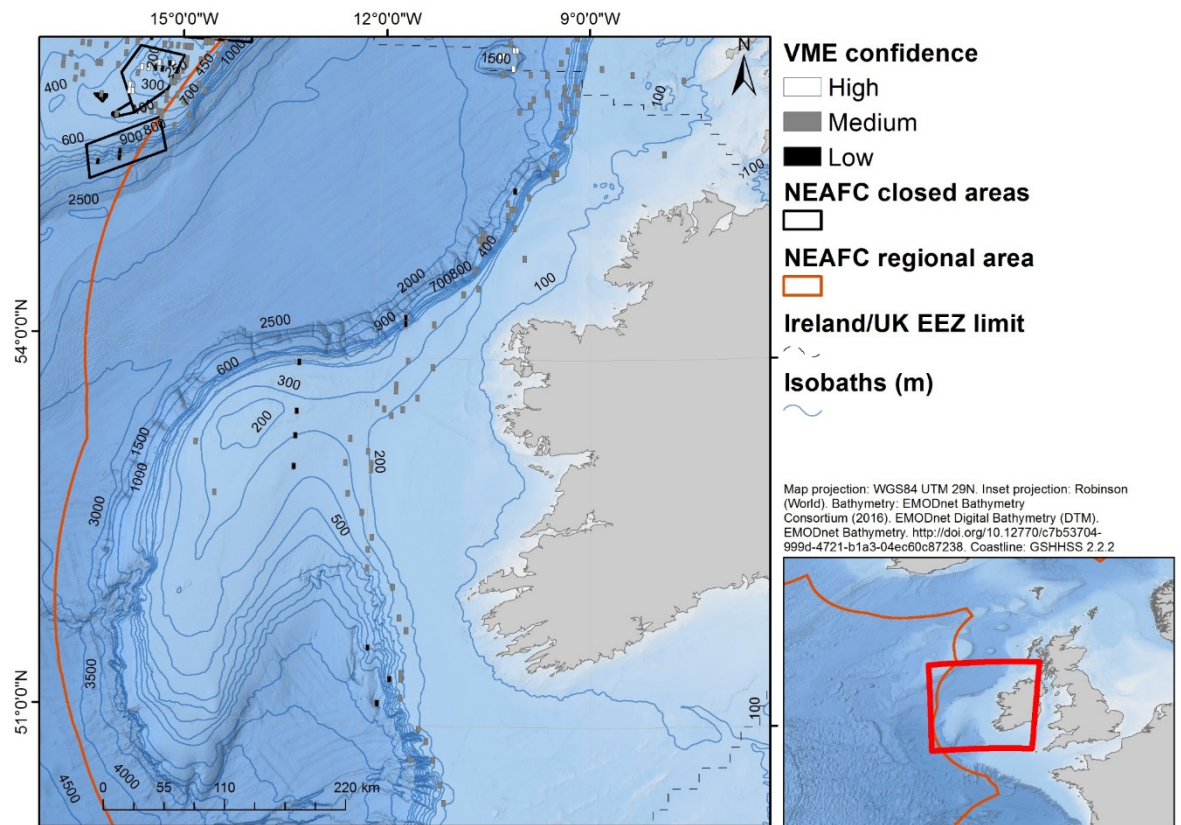 15°0'0"W
12°0'0"W
9°0'0"W
54°0'0"N
51°0'0"N
N
400
300
100
600
900
800
2500
450
700
1000
1500
100
100
2000
400
700
800
900
100
2500
600
300
200
1500
1000
3000
200
500
3500
4000
4500
100
0 55 110 220 km
VME confidence
High
Medium
Low
NEAFC closed areas
NEAFC regional area
Ireland/UK EEZ limit
Isobaths (m)
Map projection: WGS84 UTM 29N. Inset projection: Robinson
(World). Bathymetry: EMODnet Bathymetry
Consortium (2016). EMODnet Digital Bathymetry (DTM).
EMODnet Bathymetry. http://doi.org/10.12770/c7b53704-
999d-4721-b1a3-04ec60c87238. Coastline: GSHHSS 2.2.2